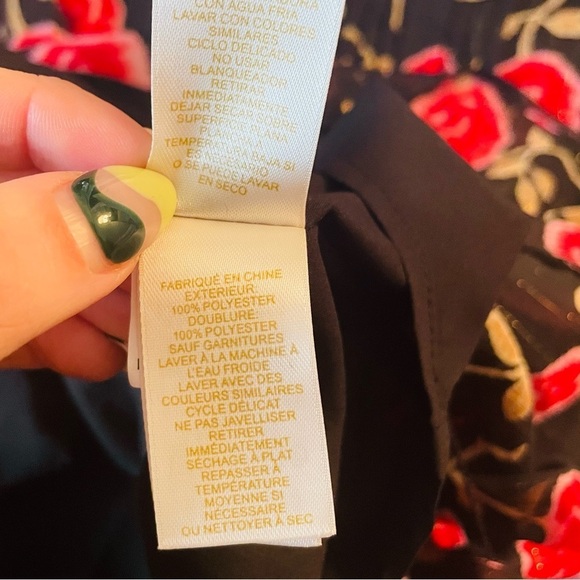 CON AGUA FRÍA
LAVAR CON COLORES
SIMILARES
CICLO DELICADO
NO USAR
BLANQUEADOR
RETIRAR
INMEDIATAMENTE
DEJAR SECAR SOBRE
SUPERFICIE PLANA
PLANCHA A
TEMPERATURA BAJA SI
ES NECESARIO
O SE PUEDE LAVAR
EN SECO
FABRIQUÉ EN CHINE
EXTÉRIEUR:
100% POLYESTER
DOUBLURE:
100% POLYESTER
SAUF GARNITURES
LAVER À LA MACHINE À
L'EAU FROIDE
LAVER AVEC DES
COULEURS SIMILAIRES
CYCLE DÉLICAT
NE PAS JAVELLISER
RETIRER
IMMÉDIATEMENT
SÉCHAGE À PLAT
REPASSER À
TEMPÉRATURE
MOYENNE SI
NÉCESSAIRE
OU NETTOYER À SEC